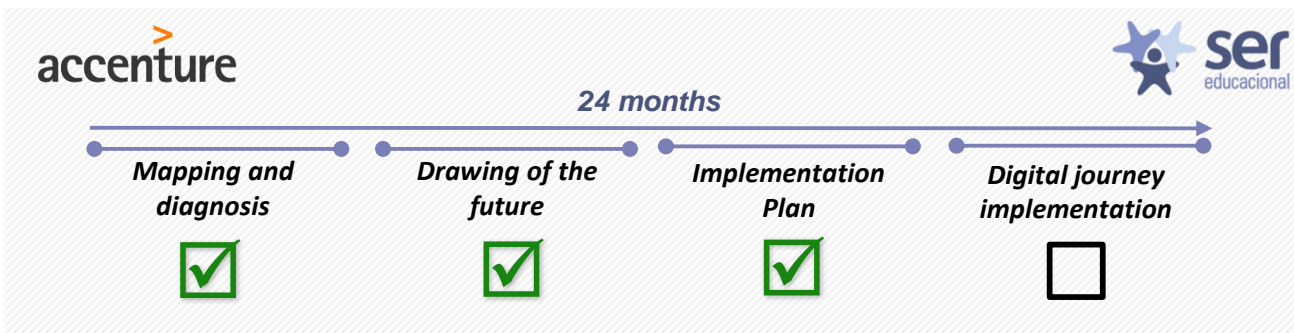 accenture
ser
educacional
24 months
Mapping and
diagnosis
Drawing of the
future
Implementation
Plan
Digital journey
implementation